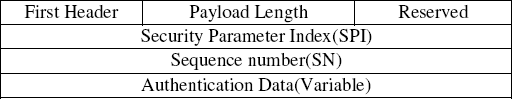 First Header Payload Length Reserved
Security Parameter Index(SPI)
Sequence number(SN)
Authentication Data(Variable)